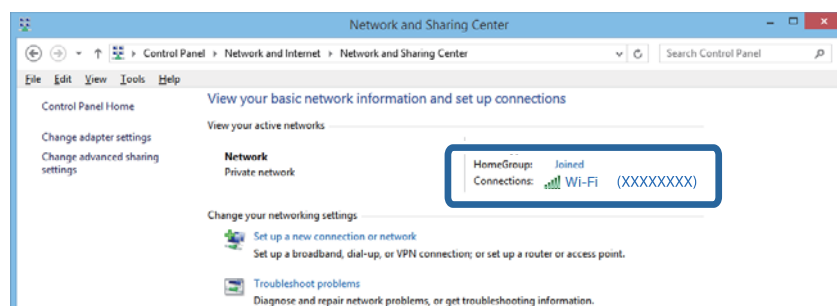 Network and Sharing Center
Control Panel Network and Internet Network and Sharing Center Search Control Panel
File Edit View Tools Help
Control Panel Home
Change adapter settings
Change advanced sharing
settings
View your basic network information and set up connections
View your active networks
Network
Private network
HomeGroup: Joined
Connections: Wi-Fi (XXXXXXXX)
Change your networking settings
Set up a new connection or network
Set up a broadband, dial-up, or VPN connection; or set up a router or access point.
Troubleshoot problems
Diagnose and repair network problems, or get troubleshooting information.